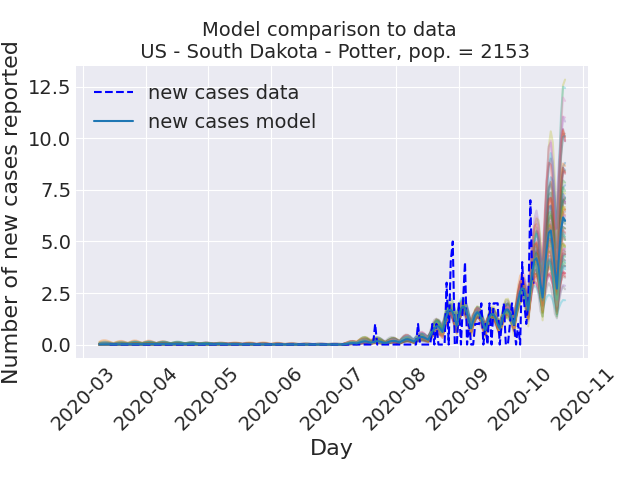 Model comparison to data
US - South Dakota - Potter, pop. = 2153
Number of new cases reported
12.5
10.0
7.5
5.0
2.5
0.0
new cases data
new cases model
2020-03
2020-04
2020-05
2020-06
2020-07
2020-08
2020-09
2020-10
2020-11
Day